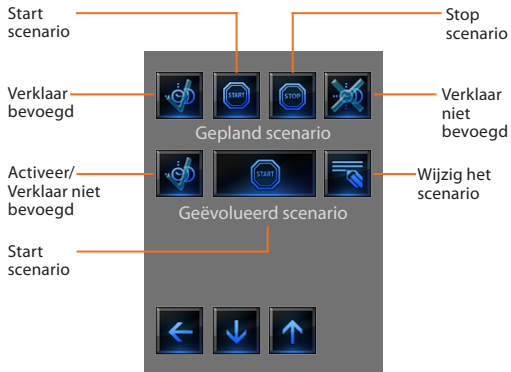 Start
scenario
Stop
scenario
Verklaar
bevoegd
START
STOP
Verklaar
niet
bevoegd
Gepland scenario
Activeer/
Verklaar niet
bevoegd
START
Wijzig het
scenario
Geëvolueerd scenario
Start
scenario